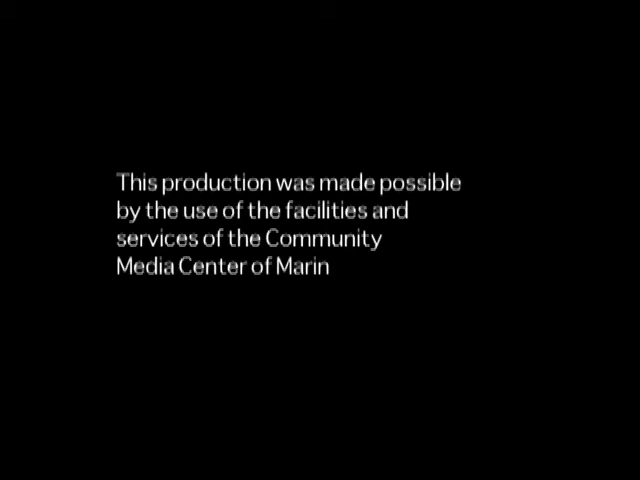 This production was made possible
by the use of the facilities and
services of the Community
Media Center of Marin